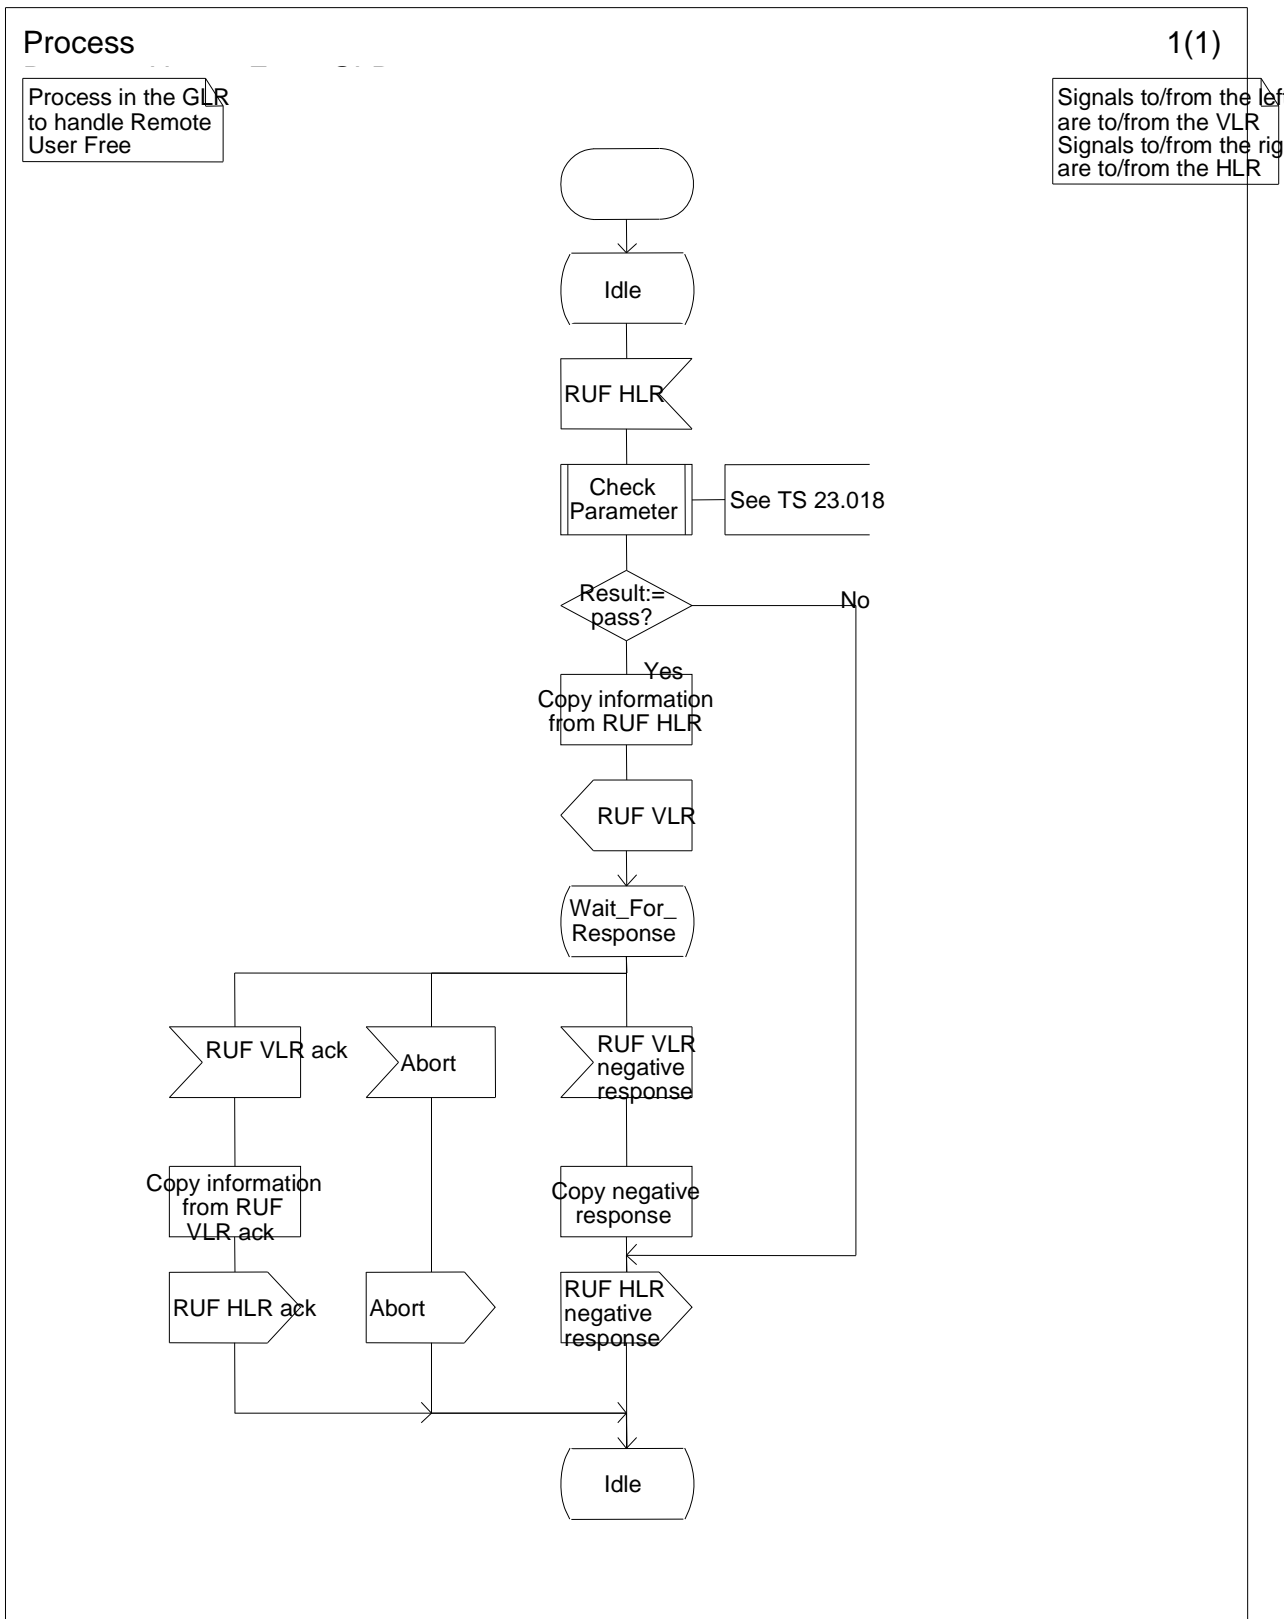 Process
1(1)
Process in the GLR
to handle Remote
User Free
Signals to/from the left
are to/from the VLR
Signals to/from the
are to/from the HLR
Idle
RUF HLR
Check
Parameter
See TS 23.018
Result:=
pass?
No
Yes
Copy information
from RUF HLR
RUF VLR
Wait_For_
Response
RUF VLR ack
Abort
RUF VLR
negative
response
Copy information
from RUF
VLR ack
Copy negative
response
RUF HLR ack
Abort
RUF HLR
negative
response
Idle